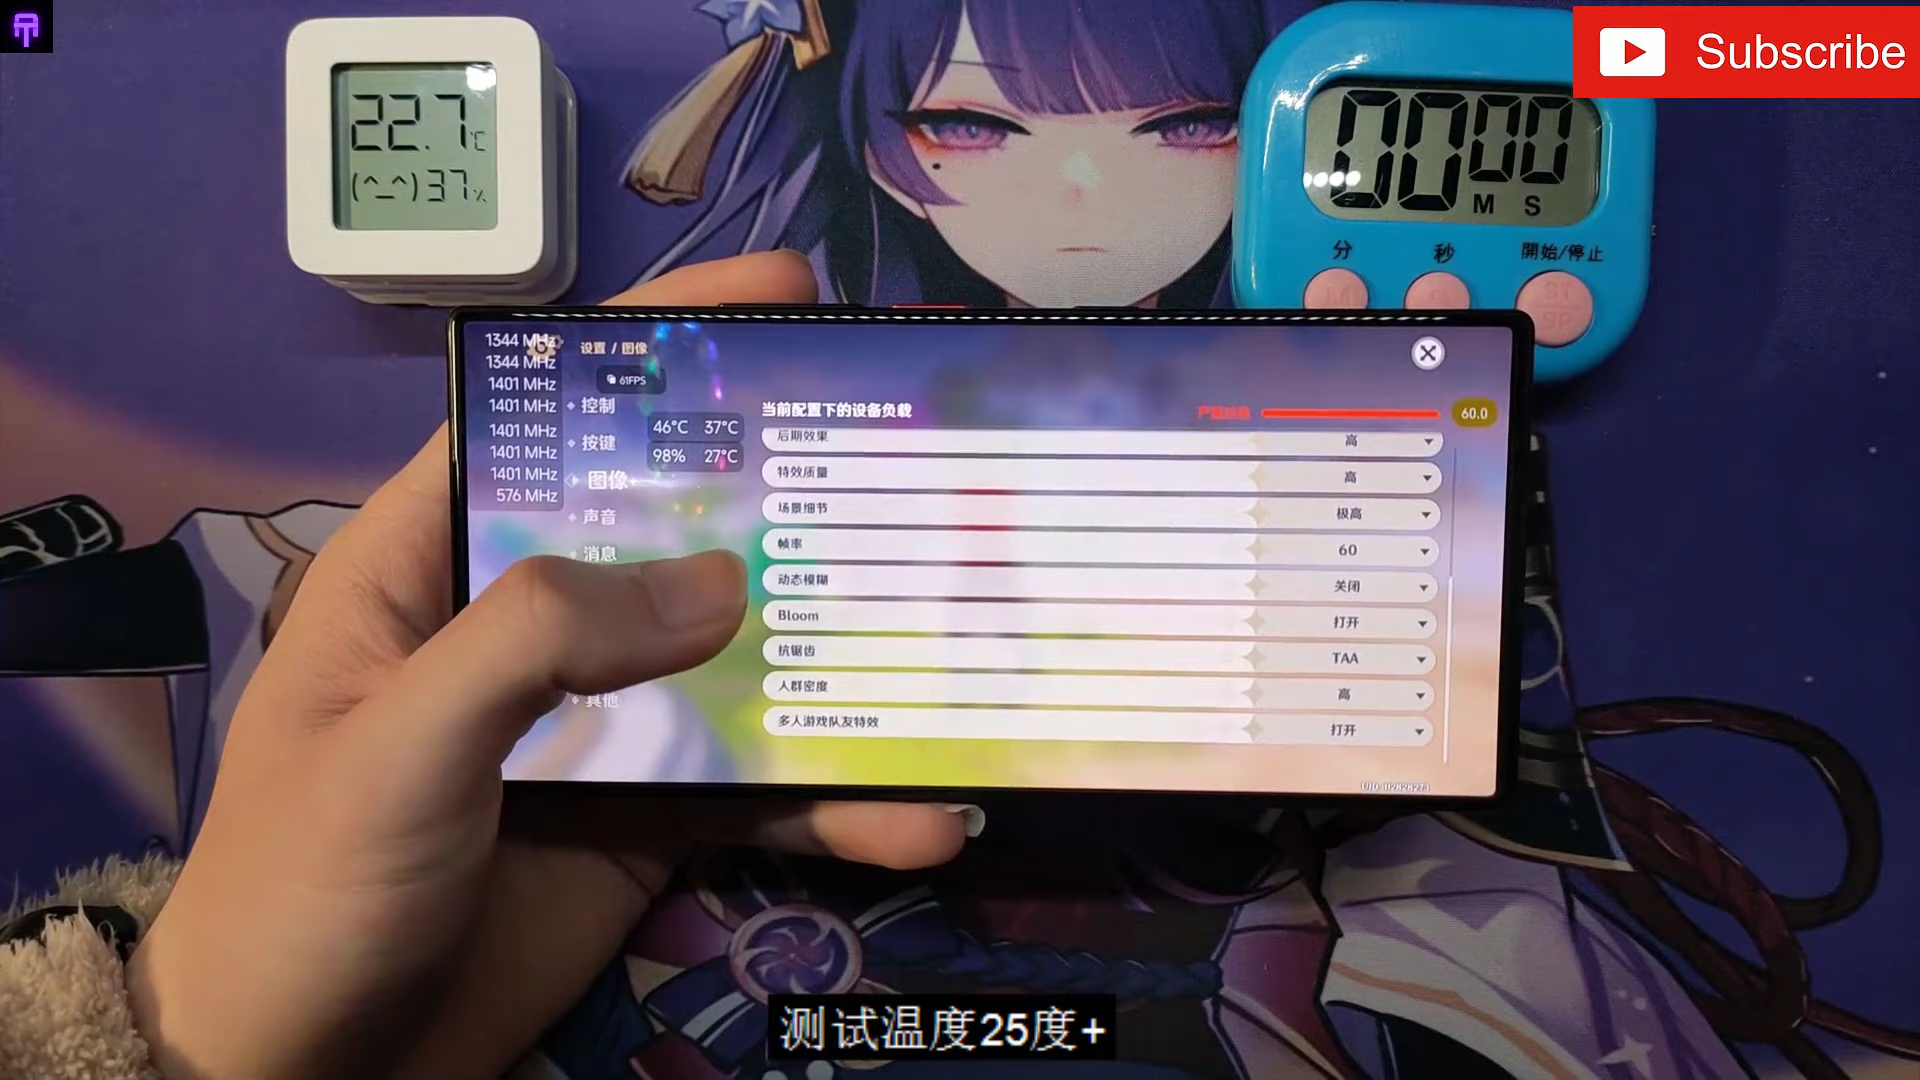 Subscribe
22.7℃
(^_^)37%
00 00
M S
分 秒 開始/停止
1344 MHz
1344 MHz
1401 MHz
1401 MHz
1401 MHz
1401 MHz
1401 MHz
576 MHz
设置 / 图像
61FPS
46℃ 37℃
98% 27℃
控制
按键
图像
声音
消息
其他
当前配置下的设备负载
60.0
后期效果 高
特效质量 高
场景细节 极高
帧率 60
动态模糊 关闭
Bloom 打开
抗锯齿 TAA
人群密度 高
多人游戏队友特效 打开
测试温度25度+